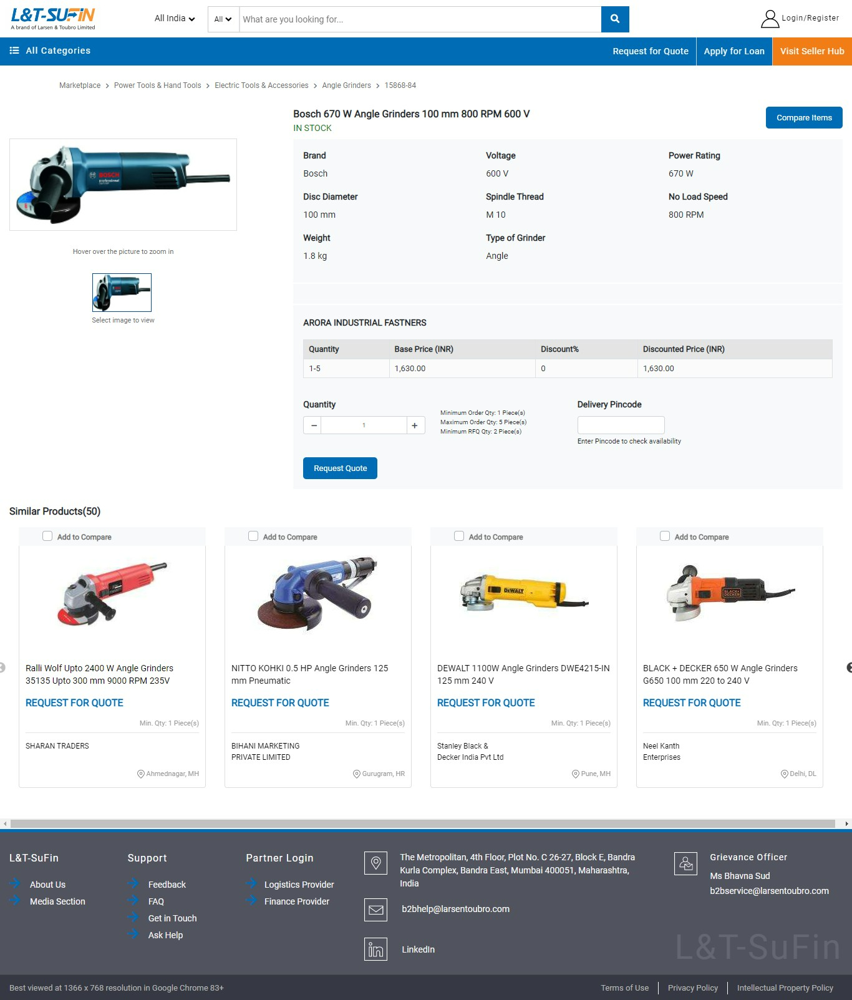 L&T-SuFin
A brand of Larsen & Toubro Limited
All India
All
What are you looking for...
Login/Register
All Categories
Request for Quote
Apply for Loan
Visit Seller Hub
Marketplace > Power Tools & Hand Tools > Electric Tools & Accessories > Angle Grinders > 15868-84
Bosch 670 W Angle Grinders 100 mm 800 RPM 600 V
IN STOCK
Compare Items
BOSCH
professional
Hover over the picture to zoom in
Select image to view
Brand Voltage Power Rating
Bosch 600 V 670 W
Disc Diameter Spindle Thread No Load Speed
100 mm M 10 800 RPM
Weight Type of Grinder
1.8 kg Angle
ARORA INDUSTRIAL FASTNERS
Quantity Base Price (INR) Discount% Discounted Price (INR)
1-5 1,630.00 0 1,630.00
Quantity
− 1 +
Minimum Order Qty: 1 Piece(s)
Maximum Order Qty: 5 Piece(s)
Minimum RFQ Qty: 2 Piece(s)
Delivery Pincode
Enter Pincode to check availability
Request Quote
Similar Products(50)
Add to Compare
Ralli Wolf Upto 2400 W Angle Grinders
35135 Upto 300 mm 9000 RPM 235V
REQUEST FOR QUOTE
Min. Qty: 1 Piece(s)
SHARAN TRADERS
Ahmednagar, MH
Add to Compare
NITTO KOHKI 0.5 HP Angle Grinders 125
mm Pneumatic
REQUEST FOR QUOTE
Min. Qty: 1 Piece(s)
BIHANI MARKETING
PRIVATE LIMITED
Gurugram, HR
Add to Compare
DEWALT
DEWALT 1100W Angle Grinders DWE4215-IN
125 mm 240 V
REQUEST FOR QUOTE
Min. Qty: 1 Piece(s)
Stanley Black &
Decker India Pvt Ltd
Pune, MH
Add to Compare
BLACK+
DECKER
BLACK + DECKER 650 W Angle Grinders
G650 100 mm 220 to 240 V
REQUEST FOR QUOTE
Min. Qty: 1 Piece(s)
Neel Kanth
Enterprises
Delhi, DL
L&T-SuFin
About Us
Media Section
Support
Feedback
FAQ
Get in Touch
Ask Help
Partner Login
Logistics Provider
Finance Provider
The Metropolitan, 4th Floor, Plot No. C 26-27, Block E, Bandra
Kurla Complex, Bandra East, Mumbai 400051, Maharashtra,
India
b2bhelp@larsentoubro.com
in
LinkedIn
Grievance Officer
Ms Bhavna Sud
b2bservice@larsentoubro.com
L&T-SuFin
Best viewed at 1366 x 768 resolution in Google Chrome 83+
Terms of Use
Privacy Policy
Intellectual Property Policy